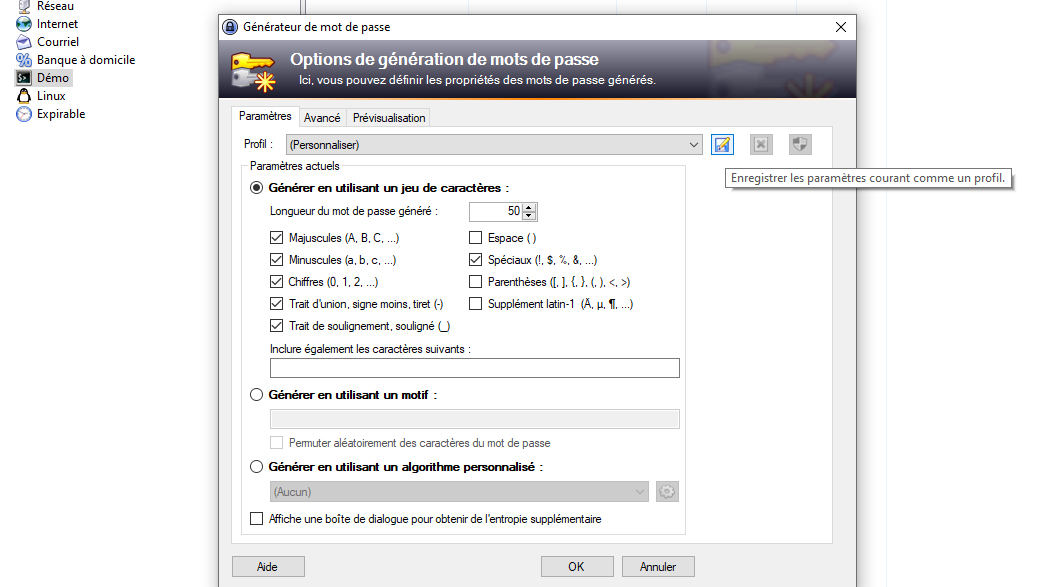 Réseau
Internet
Courriel
Banque à domicile
Démo
Linux
Expirable
Générateur de mot de passe
Options de génération de mots de passe
Ici, vous pouvez définir les propriétés des mots de passe générés.
Paramètres Avancé Prévisualisation
Profil : (Personnaliser)
Enregistrer les paramètres courant comme un profil.
Paramètres actuels
Générer en utilisant un jeu de caractères :
Longueur du mot de passe généré : 50
Majuscules (A, B, C, ...) Espace ( )
Minuscules (a, b, c, ...) Spéciaux (!, $, %, &, ...)
Chiffres (0, 1, 2, ...) Parenthèses ([, ], {, }, (, ), <, >)
Trait d'union, signe moins, tiret (-) Supplément latin-1 (Ä, µ, ¶, ...)
Trait de soulignement, souligné (_)
Inclure également les caractères suivants :
Générer en utilisant un motif :
Permuter aléatoirement des caractères du mot de passe
Générer en utilisant un algorithme personnalisé :
(Aucun)
Affiche une boîte de dialogue pour obtenir de l'entropie supplémentaire
Aide OK Annuler